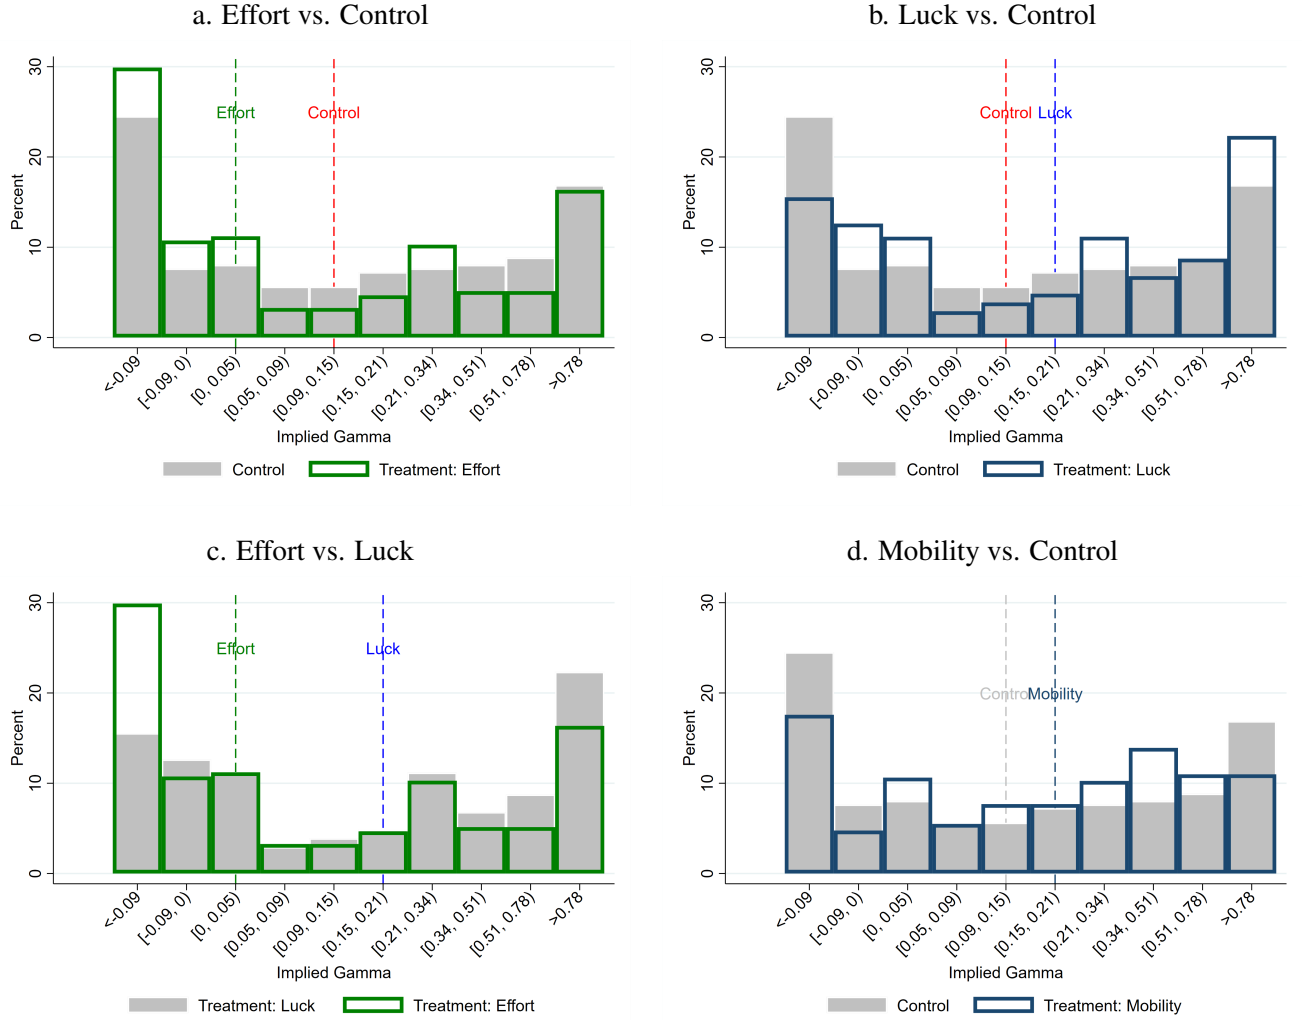 a. Effort vs. Control
Percent
30
20
10
0
Effort
Control
<-0.09
[-0.09, 0)
[0, 0.05)
[0.05, 0.09)
[0.09, 0.15)
[0.15, 0.21)
[0.21, 0.34)
[0.34, 0.51)
[0.51, 0.78)
>0.78
Implied Gamma
Control
Treatment: Effort
b. Luck vs. Control
Percent
30
20
10
0
Control
Luck
<-0.09
[-0.09, 0)
[0, 0.05)
[0.05, 0.09)
[0.09, 0.15)
[0.15, 0.21)
[0.21, 0.34)
[0.34, 0.51)
[0.51, 0.78)
>0.78
Implied Gamma
Control
Treatment: Luck
c. Effort vs. Luck
Percent
30
20
10
0
Effort
Luck
<-0.09
[-0.09, 0)
[0, 0.05)
[0.05, 0.09)
[0.09, 0.15)
[0.15, 0.21)
[0.21, 0.34)
[0.34, 0.51)
[0.51, 0.78)
>0.78
Implied Gamma
Treatment: Luck
Treatment: Effort
d. Mobility vs. Control
Percent
30
20
10
0
Control
Mobility
<-0.09
[-0.09, 0)
[0, 0.05)
[0.05, 0.09)
[0.09, 0.15)
[0.15, 0.21)
[0.21, 0.34)
[0.34, 0.51)
[0.51, 0.78)
>0.78
Implied Gamma
Control
Treatment: Mobility